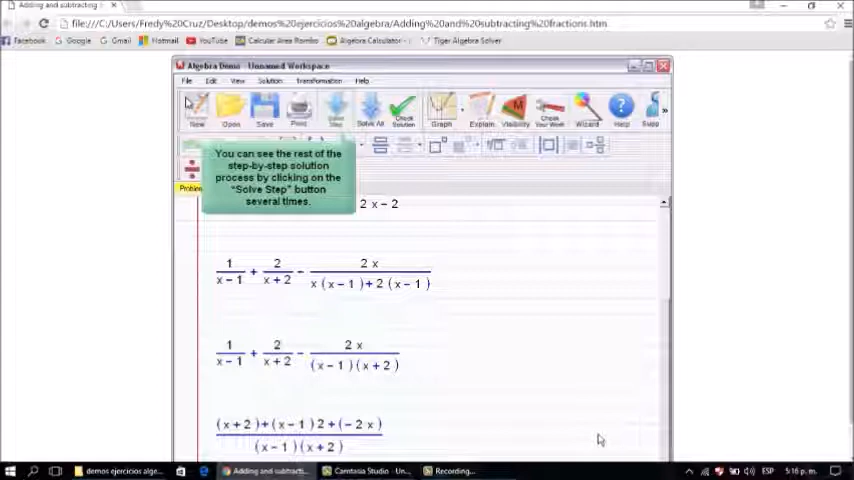 Adding and subtracting
file:///C:/Users/Fredy%20Cruz/Desktop/demos%20ejercicios%20algebra/Adding%20and%20subtracting%20fractions.htm
Facebook Google Gmail Hotmail YouTube Calcular Area Rombo Algebra Calculator - Tiger Algebra Solver
Algebra Demo - Unnamed Workspace
File Edit View Solution Transformation Help
New Open Save Print Solve Step Solve All Check Solution Graph Explain Visibility Check Your Work Wizard Help Supp
You can see the rest of the
step-by-step solution
process by clicking on the
"Solve Step" button
several times.
Problem
2 x − 2
1/(x − 1) + 2/(x + 2) − 2 x/(x (x − 1) + 2 (x − 1))
1/(x − 1) + 2/(x + 2) − 2 x/((x − 1) (x + 2))
((x + 2) + (x − 1) 2 + (− 2 x))/((x − 1) (x + 2))
demos ejercicios alge... Adding and subtracti... Camtasia Studio - Un... Recording... ESP 5:16 p. m.